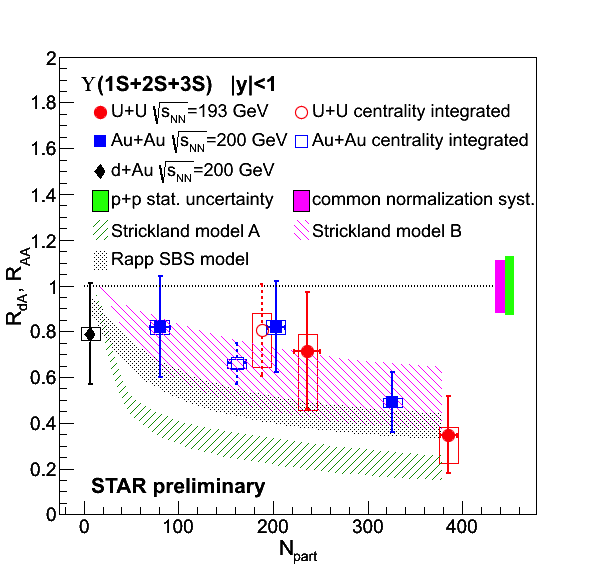 ϒ(1S+2S+3S) |y|<1
U+U √sNN=193 GeV
U+U centrality integrated
Au+Au √sNN=200 GeV
Au+Au centrality integrated
d+Au √sNN=200 GeV
p+p stat. uncertainty
common normalization syst.
Strickland model A
Strickland model B
Rapp SBS model
STAR preliminary
RdA, RAA
2
1.8
1.6
1.4
1.2
1
0.8
0.6
0.4
0.2
0
0 100 200 300 400
Npart